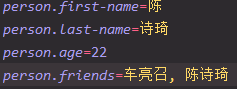 person.first-name=陈
person.last-name=诗琦
person.age=22
person.friends=车亮召, 陈诗琦